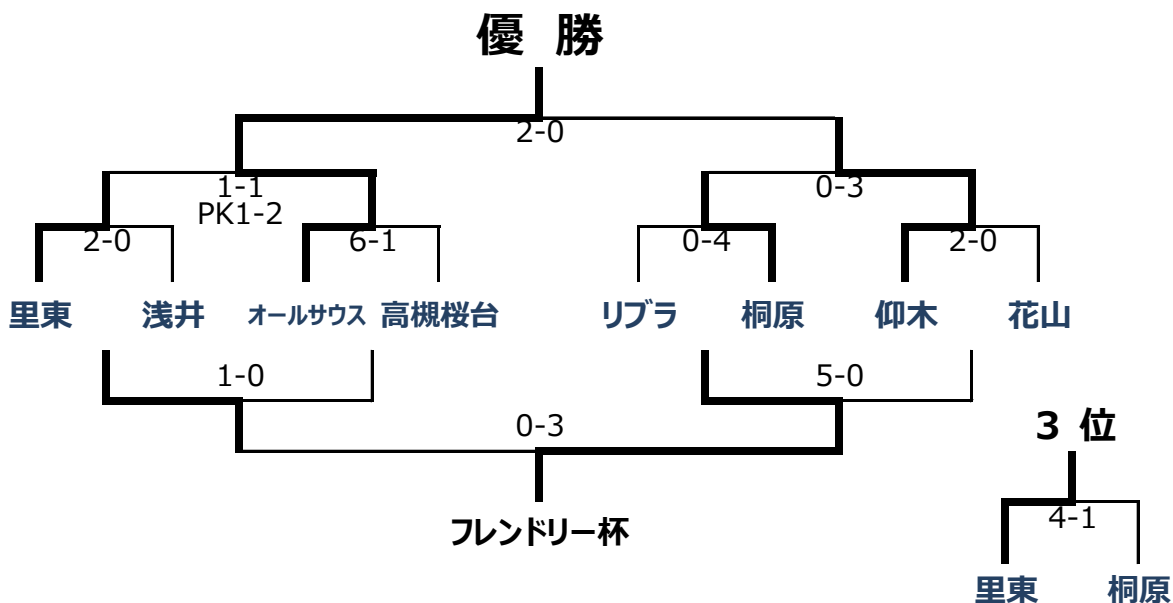 優 勝
2-0
1-1
0-3
PK1-2
2-0
6-1
0-4
2-0
里東 浅井 オールサウス 高槻桜台 リブラ 桐原 仰木 花山
1-0
5-0
0-3
3 位
フレンドリー杯
4-1
里東 桐原